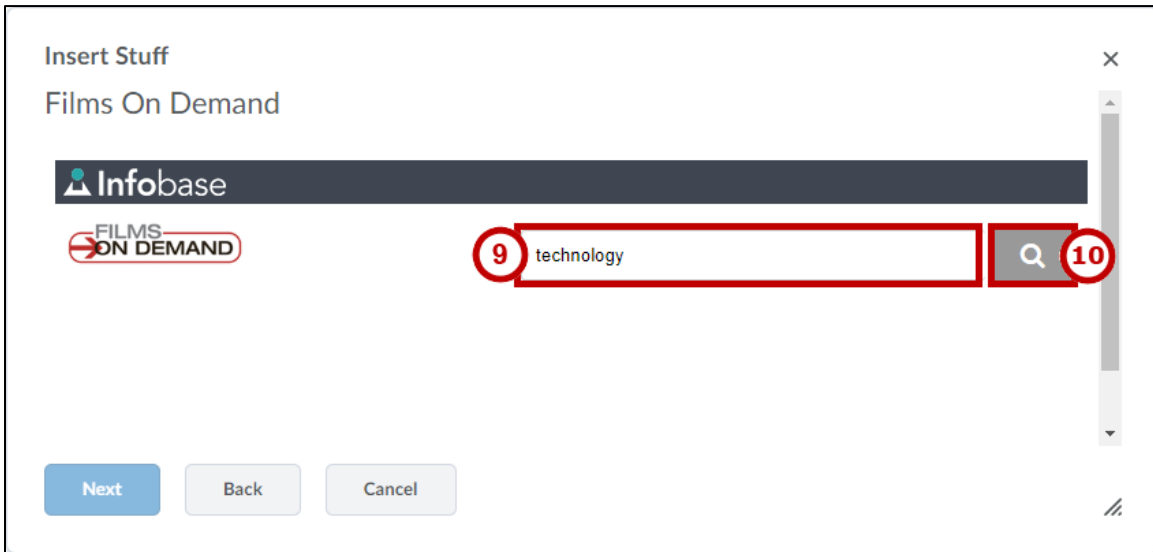 Insert Stuff
Films On Demand
Infobase
FILMS
ON DEMAND
9
technology
10
Next
Back
Cancel